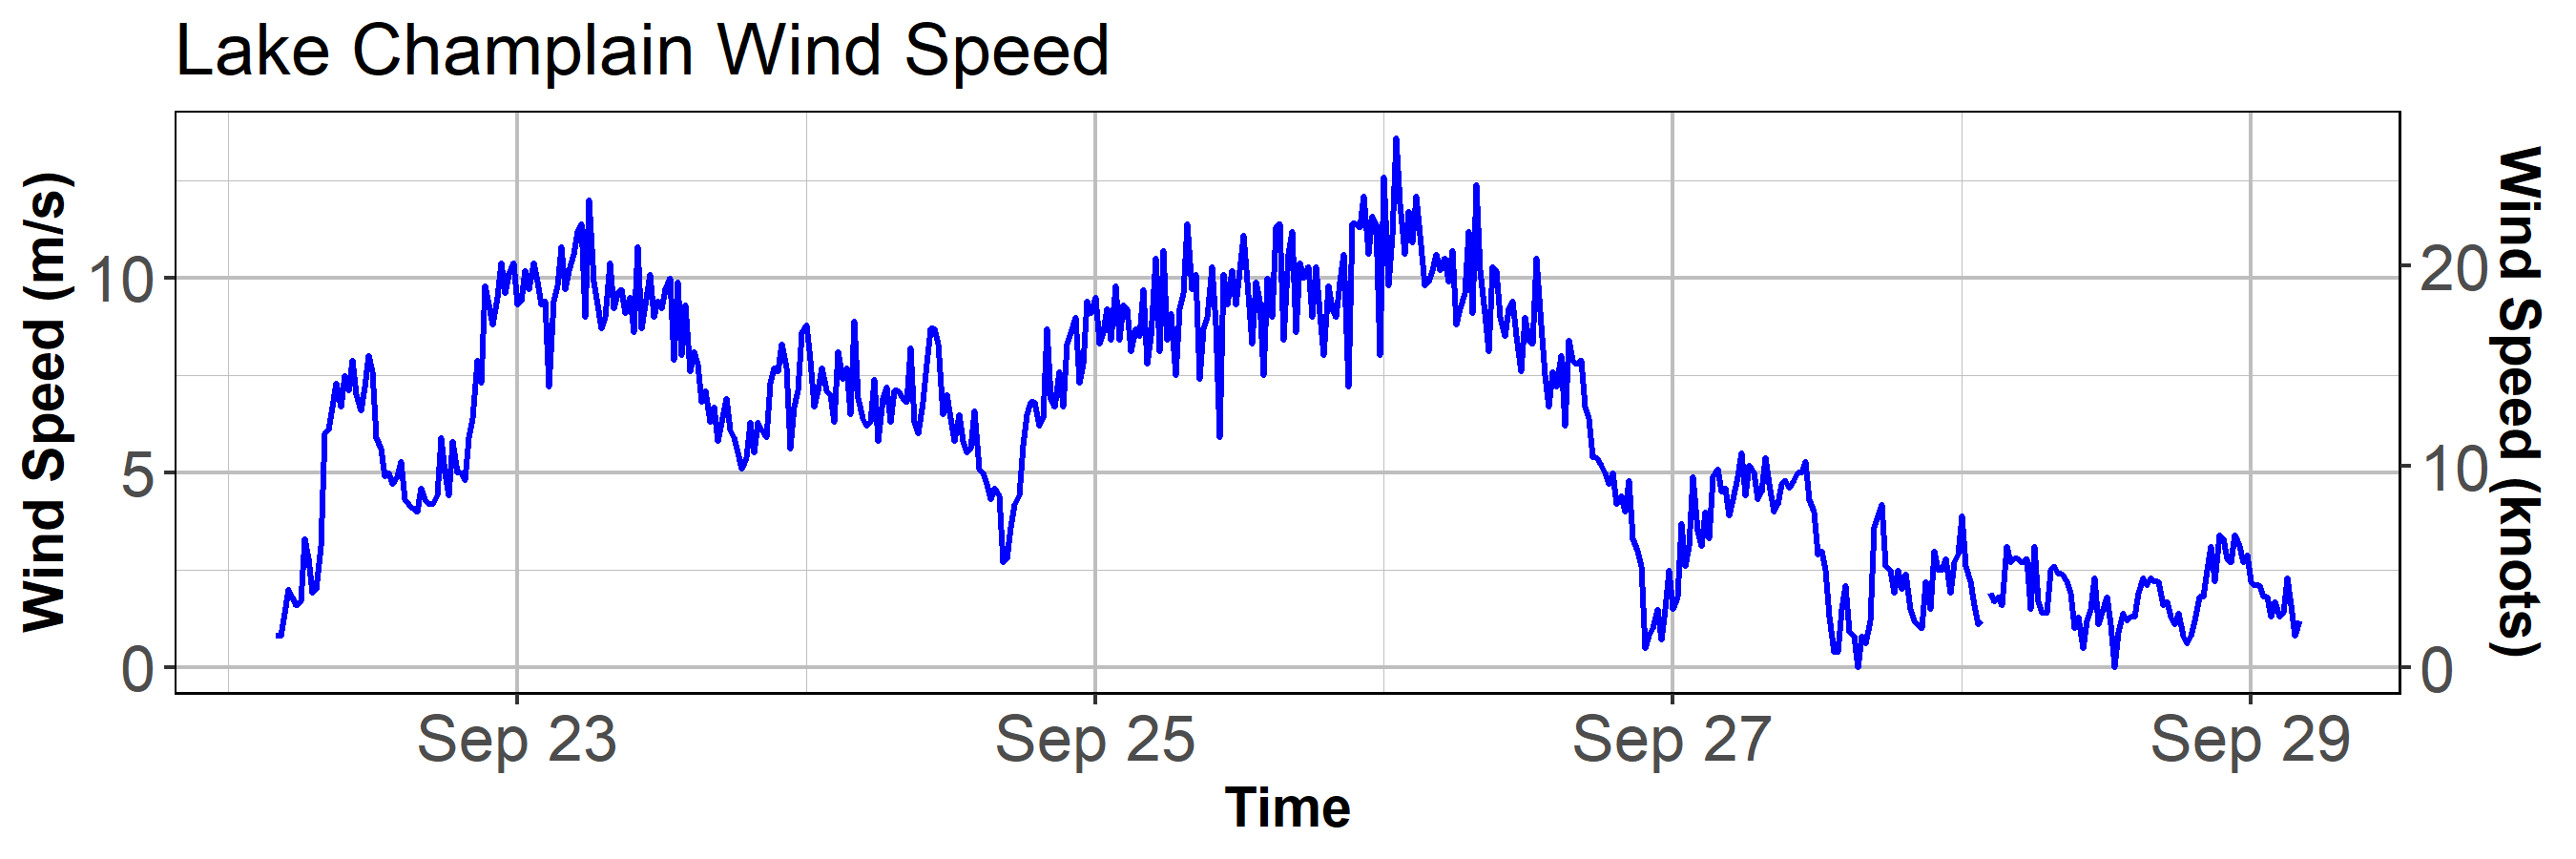 Lake Champlain Wind Speed
Wind Speed (m/s)
10
5
0
20
10
0
Wind Speed (knots)
Sep 23
Sep 25
Sep 27
Sep 29
Time